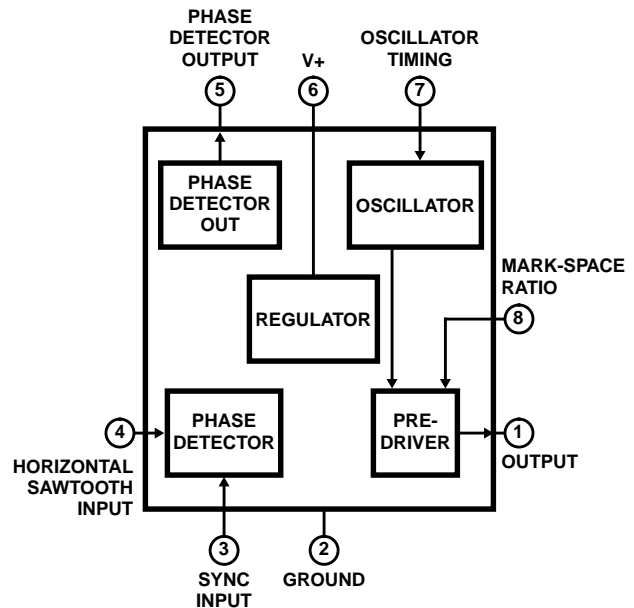 PHASE
DETECTOR
OUTPUT
5
V+
6
OSCILLATOR
TIMING
7
PHASE
DETECTOR
OUT
OSCILLATOR
REGULATOR
MARK-SPACE
RATIO
8
4
HORIZONTAL
SAWTOOTH
INPUT
PHASE
DETECTOR
PRE-
DRIVER
1
OUTPUT
3
SYNC
INPUT
2
GROUND